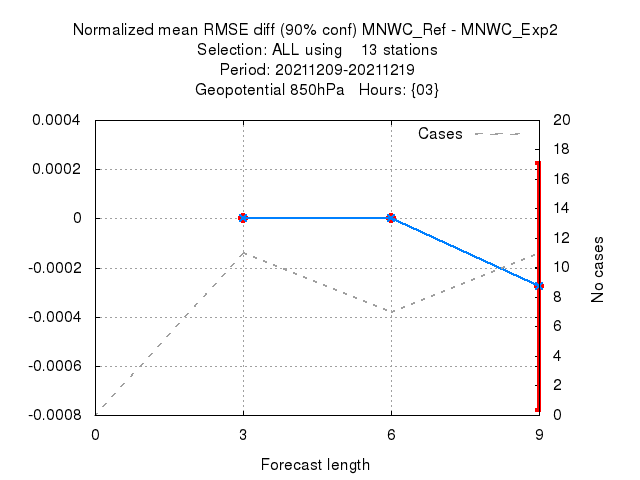 Normalized mean RMSE diff (90% conf) MNWC_Ref - MNWC_Exp2
Selection: ALL using    13 stations
Period: 20211209-20211219
Geopotential 850hPa   Hours: {03}
Cases
0.0004
0.0002
0
-0.0002
-0.0004
-0.0006
-0.0008
20
18
16
14
12
10
8
6
4
2
0
No cases
0 3 6 9
Forecast length